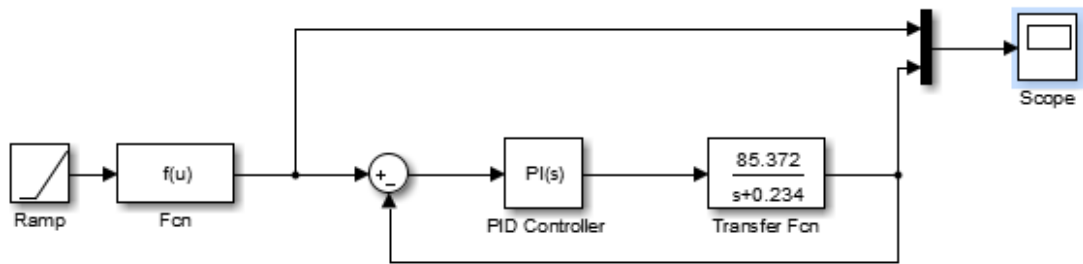 Scope
f(u)
+
−
PI(s)
85.372
s+0.234
Ramp
Fcn
PID Controller
Transfer Fcn